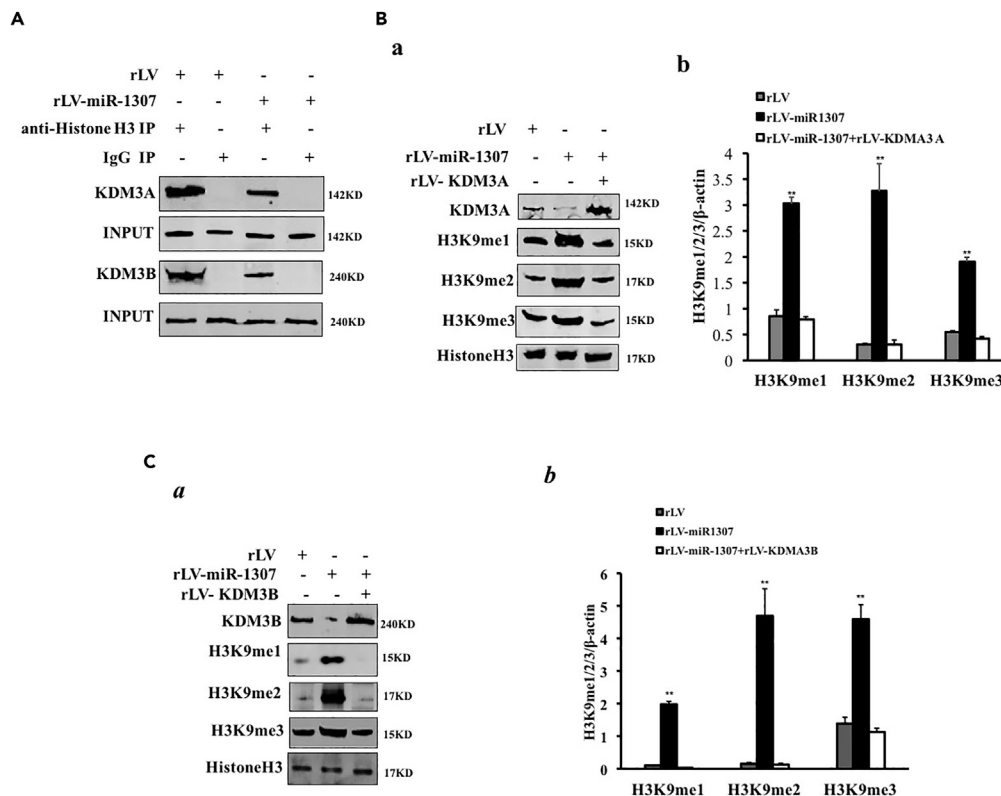 A
rLV + + - -
rLV-miR-1307 - - + +
anti-Histone H3 IP + - + -
IgG IP - + - +
KDM3A 142KD
INPUT 142KD
KDM3B 240KD
INPUT 240KD
B
a
rLV + - -
rLV-miR-1307 - + +
rLV- KDM3A - - +
KDM3A 142KD
H3K9me1 15KD
H3K9me2 17KD
H3K9me3 15KD
HistoneH3 17KD
b
rLV
rLV-miR1307
rLV-miR-1307+rLV-KDMA3A
H3K9me1/2/3/β-actin
4
3.5
3
2.5
2
1.5
1
0.5
0
**
**
**
H3K9me1 H3K9me2 H3K9me3
C
a
rLV + - -
rLV-miR-1307 - + +
rLV- KDM3B - - +
KDM3B 240KD
H3K9me1 15KD
H3K9me2 17KD
H3K9me3 15KD
HistoneH3 17KD
b
rLV
rLV-miR1307
rLV-miR-1307+rLV-KDMA3B
H3K9me1/2/3/β-actin
6
5
4
3
2
1
0
**
**
**
H3K9me1 H3K9me2 H3K9me3